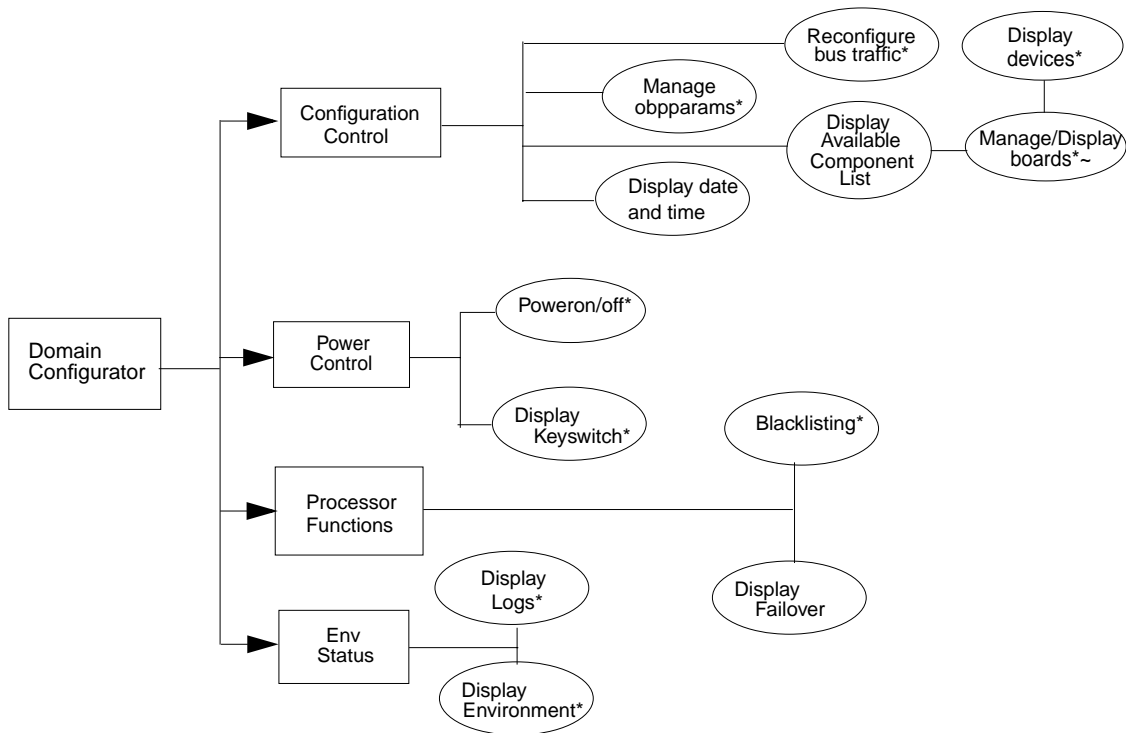 Reconfigure
bus traffic*
Display
devices*
Manage
obpparams*
Configuration
Control
Display
Available
Component
List
Manage/Display
boards*~
Display date
and time
Poweron/off*
Domain
Configurator
Power
Control
Display
Keyswitch*
Blacklisting*
Processor
Functions
Display
Logs*
Display
Failover
Env
Status
Display
Environment*